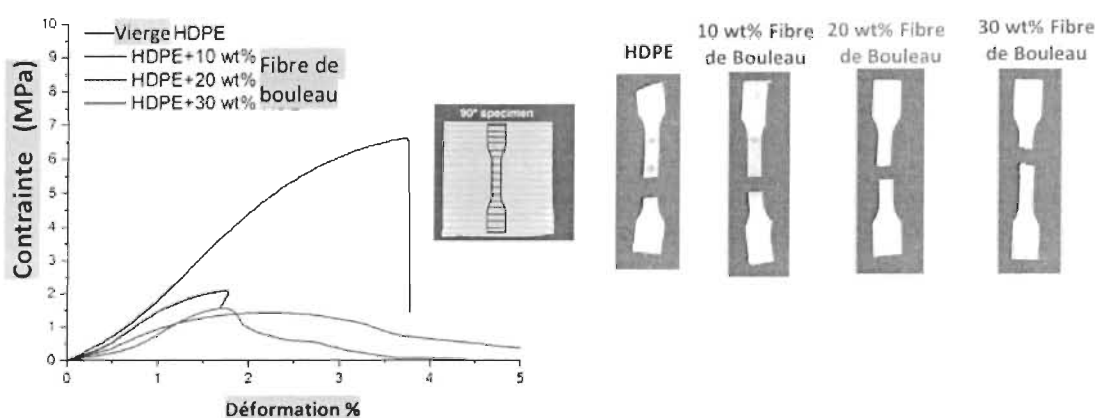 10
9
8
7
6
5
4
3
2
1
0
Contrainte (MPa)
Vierge HDPE
HDPE+10 wt%
HDPE+20 wt%
HDPE+30 wt%
Fibre de
bouleau
0 1 2 3 4 5
Déformation %
90° specimen
HDPE
10 wt% Fibre
de Bouleau
20 wt% Fibre
de Bouleau
30 wt% Fibre
de Bouleau